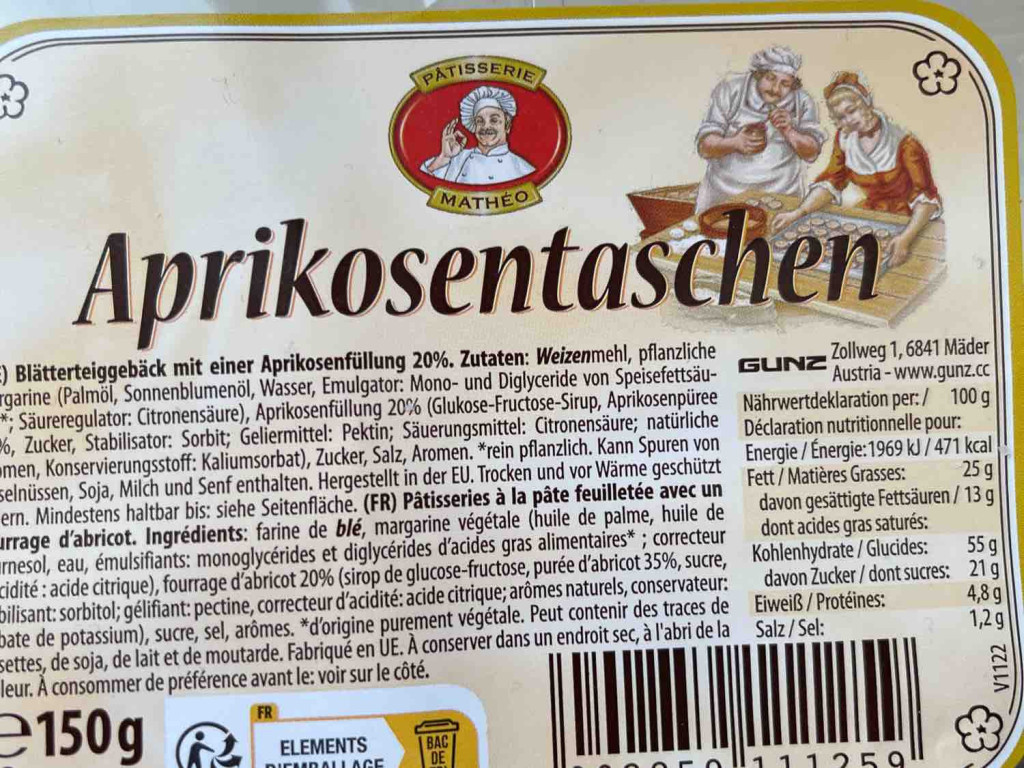 PÂTISSERIE
MATHÉO
Aprikosentaschen
Blätterteiggebäck mit einer Aprikosenfüllung 20%. Zutaten: Weizenmehl, pflanzliche
rgarine (Palmöl, Sonnenblumenöl, Wasser, Emulgator: Mono- und Diglyceride von Speisefettsäu-
*; Säureregulator: Citronensäure), Aprikosenfüllung 20% (Glukose-Fructose-Sirup, Aprikosenpüree
%, Zucker, Stabilisator: Sorbit; Geliermittel: Pektin; Säuerungsmittel: Citronensäure; natürliche
omen, Konservierungsstoff: Kaliumsorbat), Zucker, Salz, Aromen. *rein pflanzlich. Kann Spuren von
selnüssen, Soja, Milch und Senf enthalten. Hergestellt in der EU. Trocken und vor Wärme geschützt
ern. Mindestens haltbar bis: siehe Seitenfläche. (FR) Pâtisseries à la pâte feuilletée avec un
urrage d'abricot. Ingrédients: farine de blé, margarine végétale (huile de palme, huile de
rnesol, eau, émulsifiants: monoglycérides et diglycérides d'acides gras alimentaires* ; correcteur
cidité : acide citrique), fourrage d'abricot 20% (sirop de glucose-fructose, purée d'abricot 35%, sucre,
bilisant: sorbitol; gélifiant: pectine, correcteur d'acidité: acide citrique; arômes naturels, conservateur:
bate de potassium), sucre, sel, arômes. *d'origine purement végétale. Peut contenir des traces de
settes, de soja, de lait et de moutarde. Fabriqué en UE. À conserver dans un endroit sec, à l'abri de la
leur. À consommer de préférence avant le: voir sur le côté.
GUNZ Zollweg 1, 6841 Mäder
Austria - www.gunz.cc
Nährwertdeklaration per: / 100 g
Déclaration nutritionnelle pour:
Energie / Énergie: 1969 kJ / 471 kcal
Fett / Matières Grasses: 25 g
davon gesättigte Fettsäuren / 13 g
dont acides gras saturés:
Kohlenhydrate / Glucides: 55 g
davon Zucker / dont sucres: 21 g
Eiweiß / Protéines: 4,8 g
Salz / Sel: 1,2 g
V1122
e 150 g
FR
ELEMENTS
D'EMBALLAGE
BAC
DE
111259